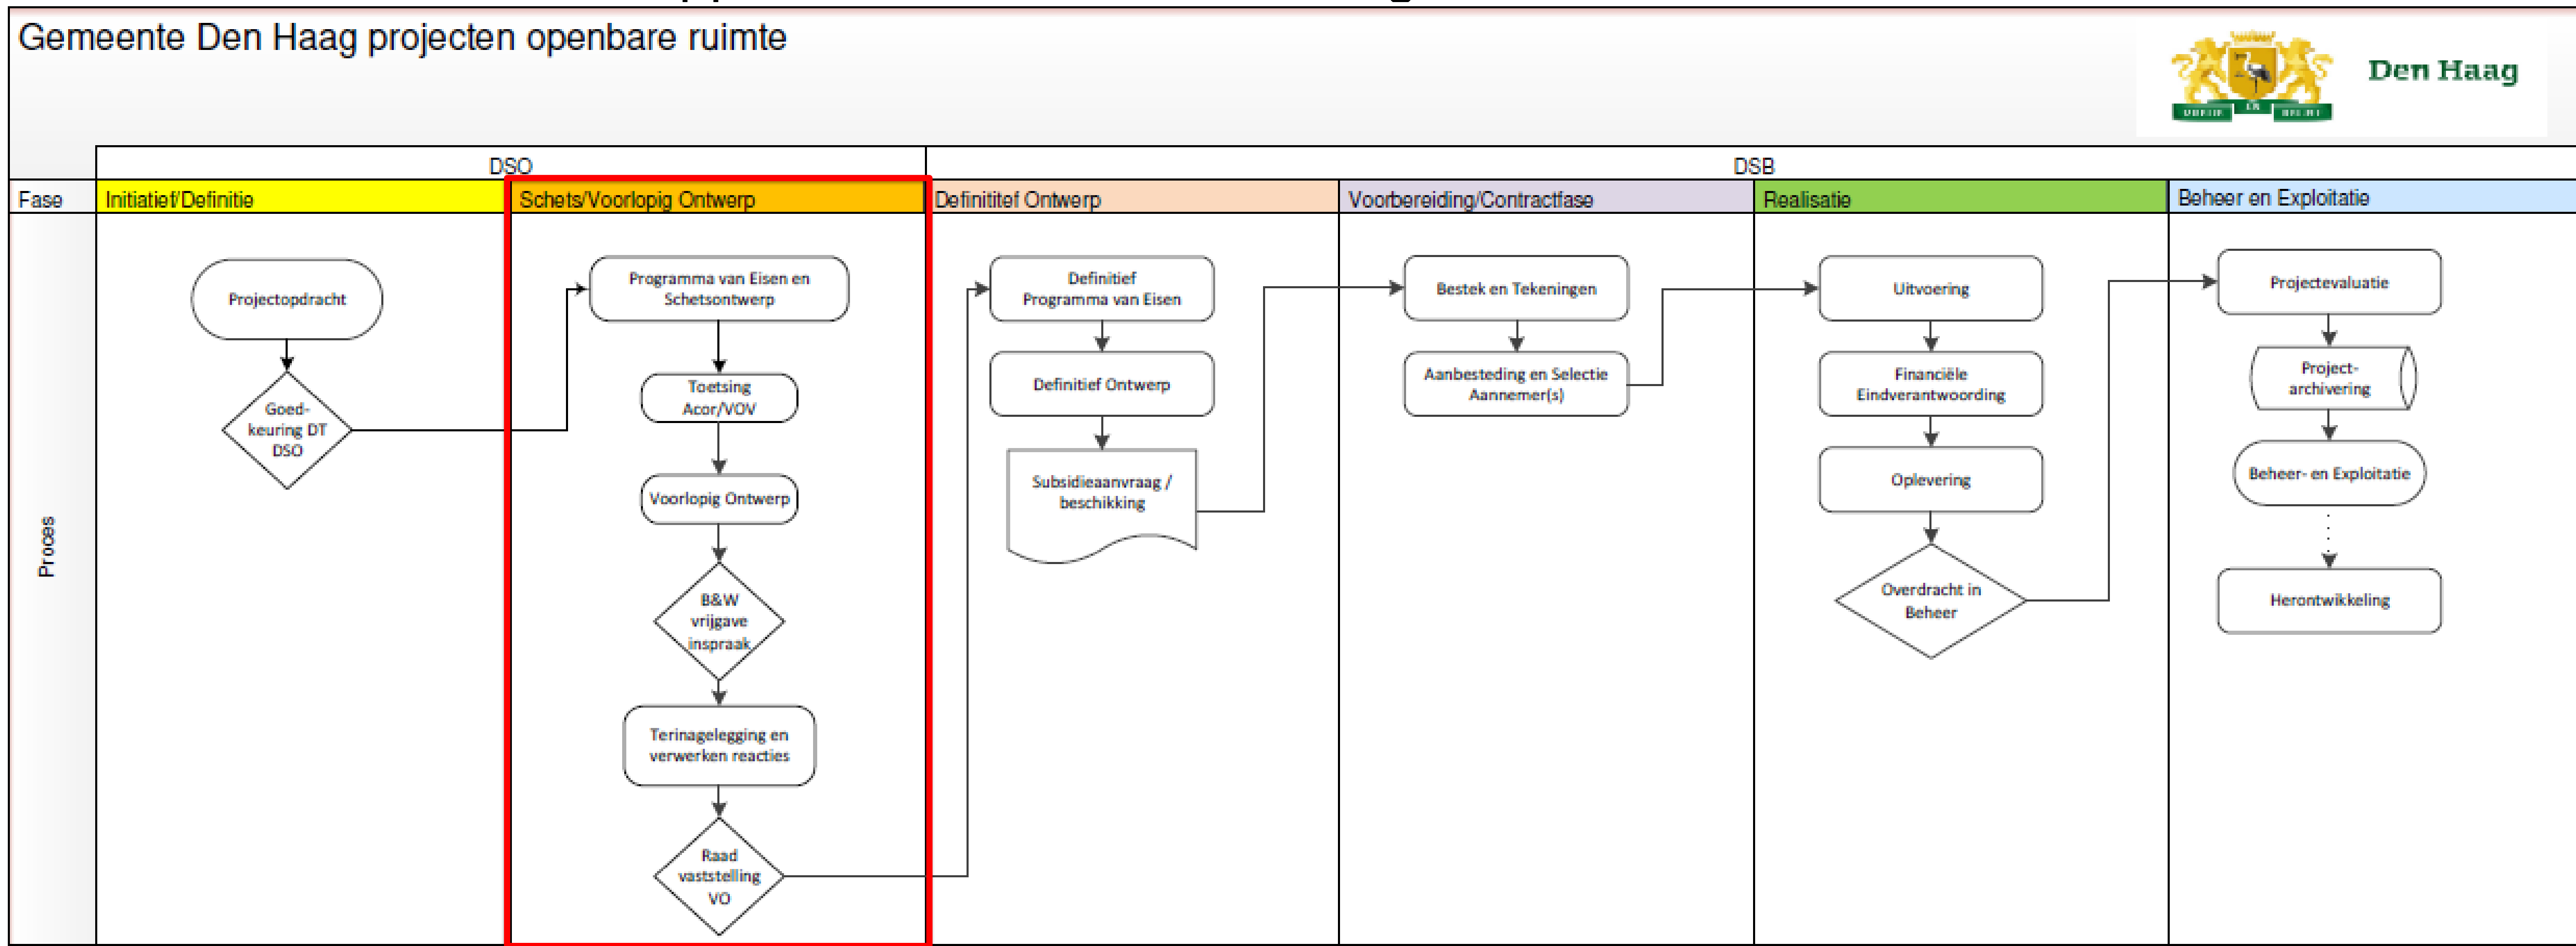 Gemeente Den Haag projecten openbare ruimte
Den Haag
DSO
DSB
Fase
Initiatief/Definitie
Schets/Voorlopig Ontwerp
Definititef Ontwerp
Voorbereiding/Contractfase
Realisatie
Beheer en Exploitatie
Proces
Projectopdracht
Goed-
keuring DT
DSO
Programma van Eisen en
Schetsontwerp
Toetsing
Acor/VOV
Voorlopig Ontwerp
B&W
vrijgave
inspraak
Terinagelegging en
verwerken reacties
Raad
vaststelling
VO
Definitief
Programma van Eisen
Definitief Ontwerp
Subsidieaanvraag /
beschikking
Bestek en Tekeningen
Aanbesteding en Selectie
Aannemer(s)
Uitvoering
Financiële
Eindverantwoording
Oplevering
Overdracht in
Beheer
Projectevaluatie
Project-
archivering
Beheer- en Exploitatie
Herontwikkeling